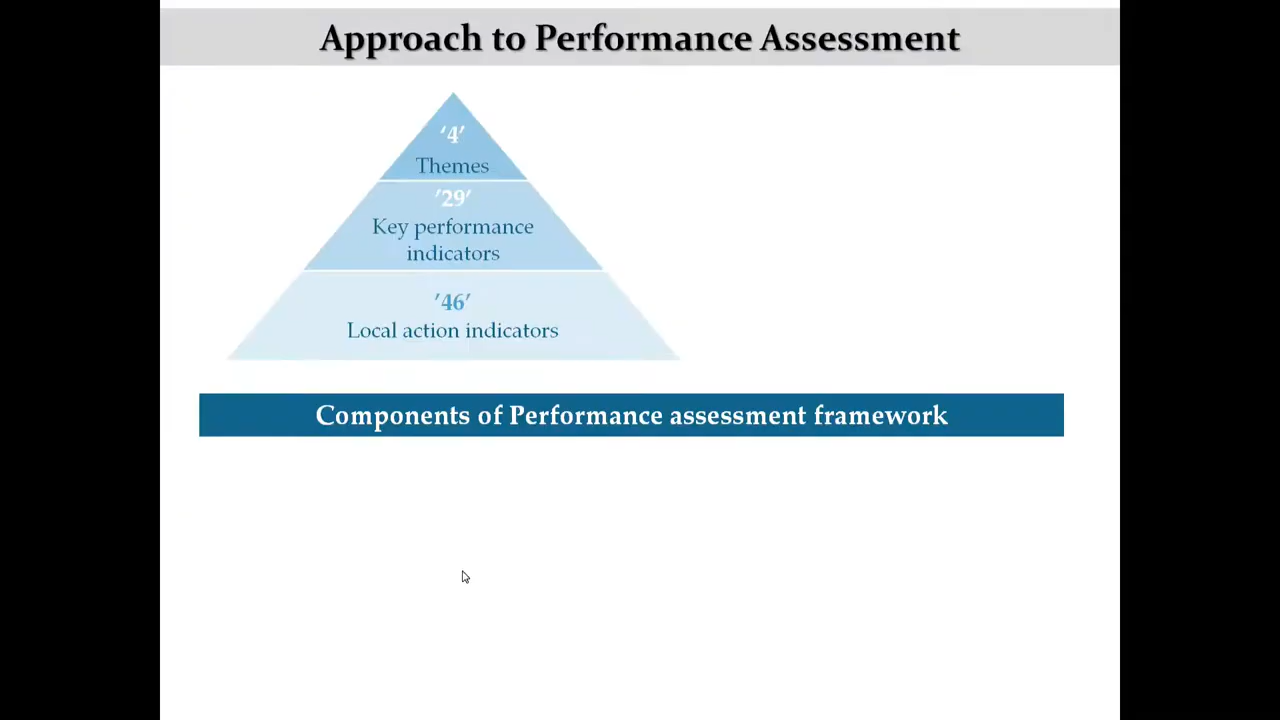 Approach to Performance Assessment
‘4’
Themes
’29’
Key performance
indicators
’46’
Local action indicators
Components of Performance assessment framework